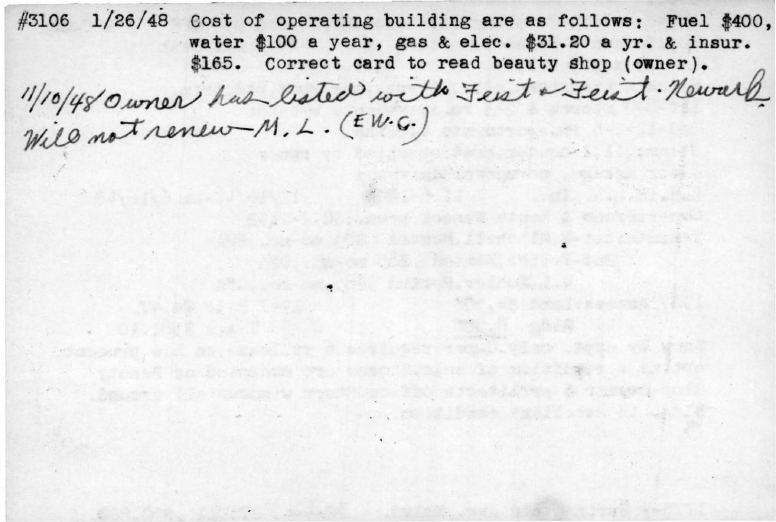 #3106 1/26/48 Cost of operating building are as follows: Fuel $400,
water $100 a year, gas & elec. $31.20 a yr. & insur.
$165. Correct card to read beauty shop (owner).
11/10/48 Owner has listed with Feist & Feist. Newark
Will not renew - M. L. (E.W.G.)